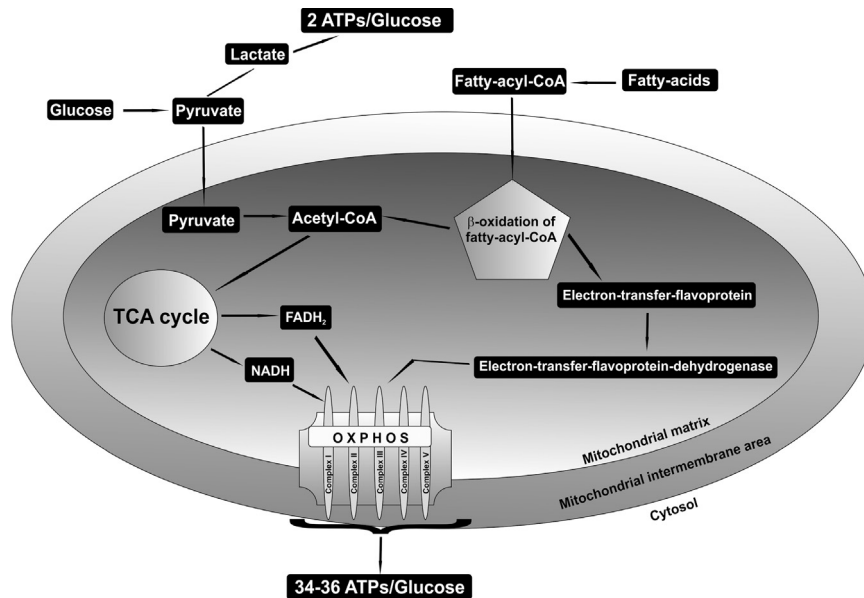 2 ATPs/Glucose
Lactate
Fatty-acyl-CoA
Fatty-acids
Glucose
Pyruvate
Pyruvate
Acetyl-CoA
β-oxidation of
fatty-acyl-CoA
Electron-transfer-flavoprotein
TCA cycle
FADH₂
NADH
Electron-transfer-flavoprotein-dehydrogenase
OXPHOS
Complex I
Complex II
Complex III
Complex IV
Complex V
Mitochondrial matrix
Mitochondrial intermembrane area
Cytosol
34-36 ATPs/Glucose